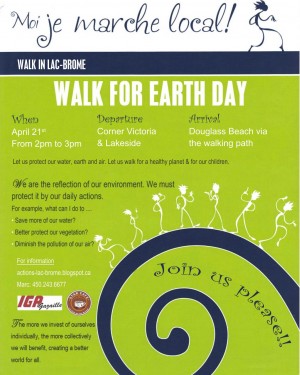 Moi je marche local!
WALK IN LAC-BROME
WALK FOR EARTH DAY
When
April 21st
From 2pm to 3pm
Departure
Corner Victoria
& Lakeside
Arrival
Douglass Beach via
the walking path
Let us protect our water, earth and air. Let us walk for a healthy planet & for our children.
We are the reflection of our environment. We must
protect it by our daily actions.
For example, what can I do to ....
• Save more of our water?
• Better protect our vegetation?
• Diminish the pollution of our air?
For information
actions-lac-brome.blogspot.ca
Marc: 450.243.6677
IGA
Gazaille
The more we invest of ourselves
individually, the more collectively
we will benefit, creating a better
world for all.
Join us please!!